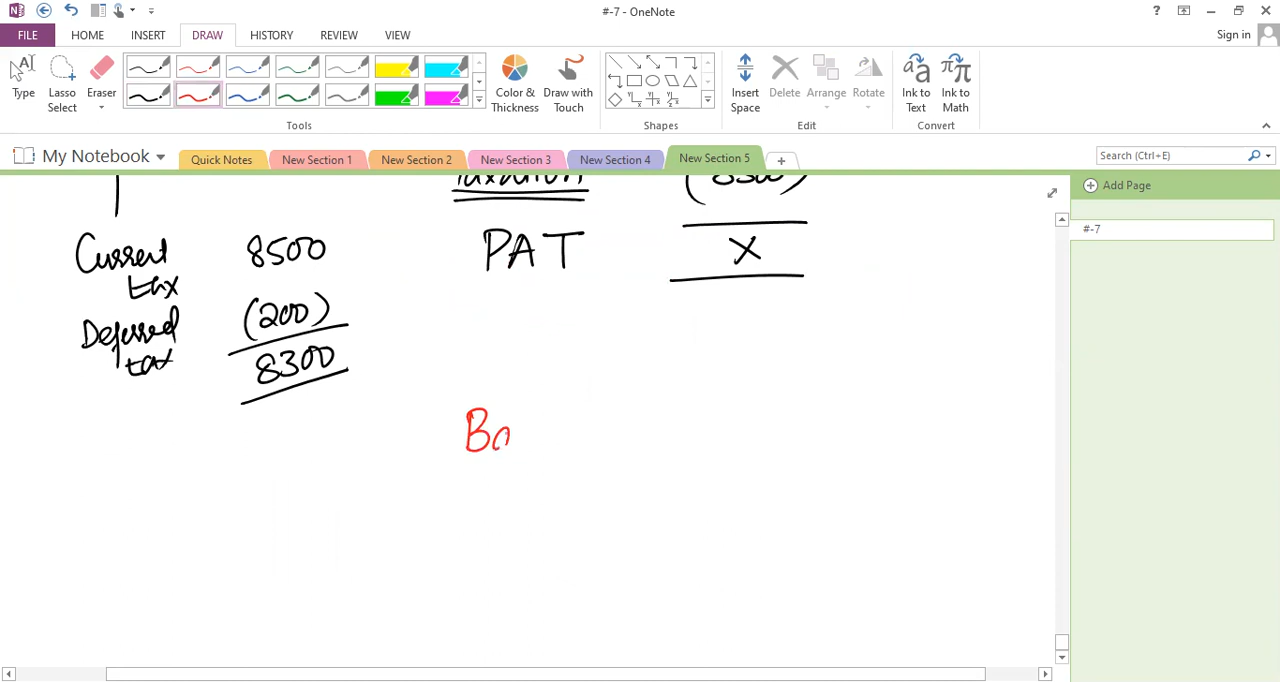 #-7 - OneNote
?
FILE HOME INSERT DRAW HISTORY REVIEW VIEW
Sign in
Type
Lasso Select
Eraser
Color & Thickness
Draw with Touch
Insert Space
Delete
Arrange
Rotate
Ink to Text
Ink to Math
Tools
Shapes
Edit
Convert
My Notebook
Quick Notes
New Section 1
New Section 2
New Section 3
New Section 4
New Section 5
Search (Ctrl+E)
Add Page
#-7
Taxation
Current tax 8500
PAT X
Deferred tax (200)
8300
Ba